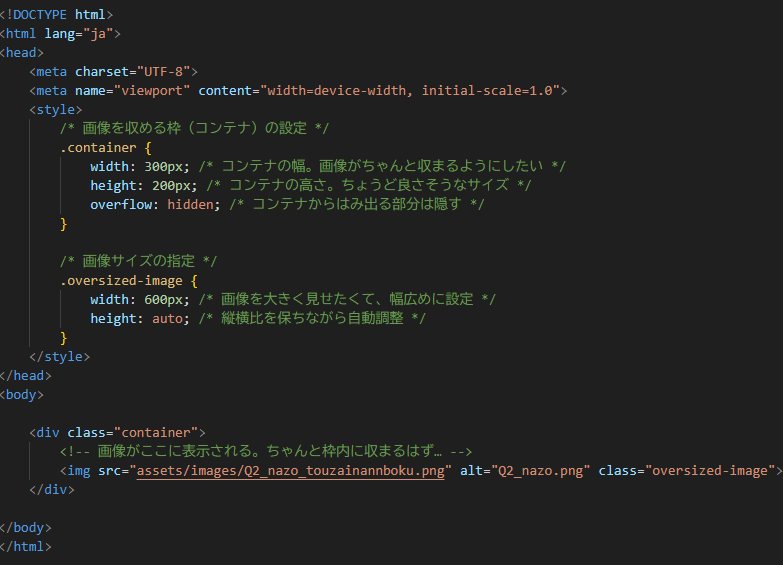 <!DOCTYPE html>
<html lang="ja">
<head>
    <meta charset="UTF-8">
    <meta name="viewport" content="width=device-width, initial-scale=1.0">
    <style>
        /* 画像を収める枠（コンテナ）の設定 */
        .container {
            width: 300px; /* コンテナの幅。画像がちゃんと収まるようにしたい */
            height: 200px; /* コンテナの高さ。ちょうど良さそうなサイズ */
            overflow: hidden; /* コンテナからはみ出る部分は隠す */
        }

        /* 画像サイズの指定 */
        .oversized-image {
            width: 600px; /* 画像を大きく見せたくて、幅広めに設定 */
            height: auto; /* 縦横比を保ちながら自動調整 */
        }
    </style>
</head>
<body>

    <div class="container">
        <!-- 画像がここに表示される。ちゃんと枠内に収まるはず… -->
        <img src="assets/images/Q2_nazo_touzainannboku.png" alt="Q2_nazo.png" class="oversized-image">
    </div>

</body>
</html>